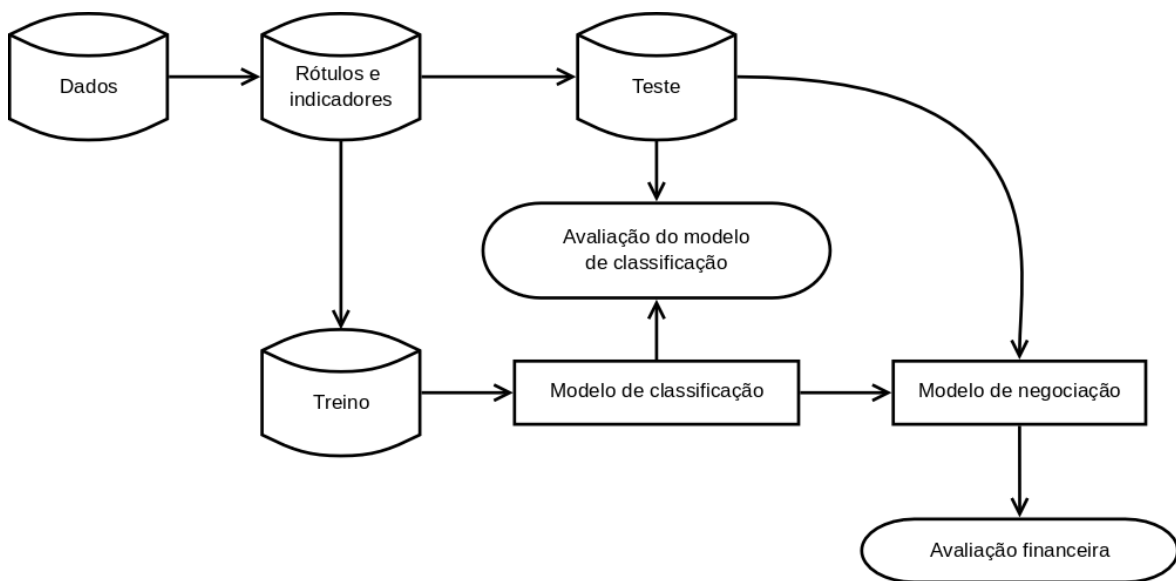 Dados
Rótulos e
indicadores
Teste
Avaliação do modelo
de classificação
Treino
Modelo de classificação
Modelo de negociação
Avaliação financeira